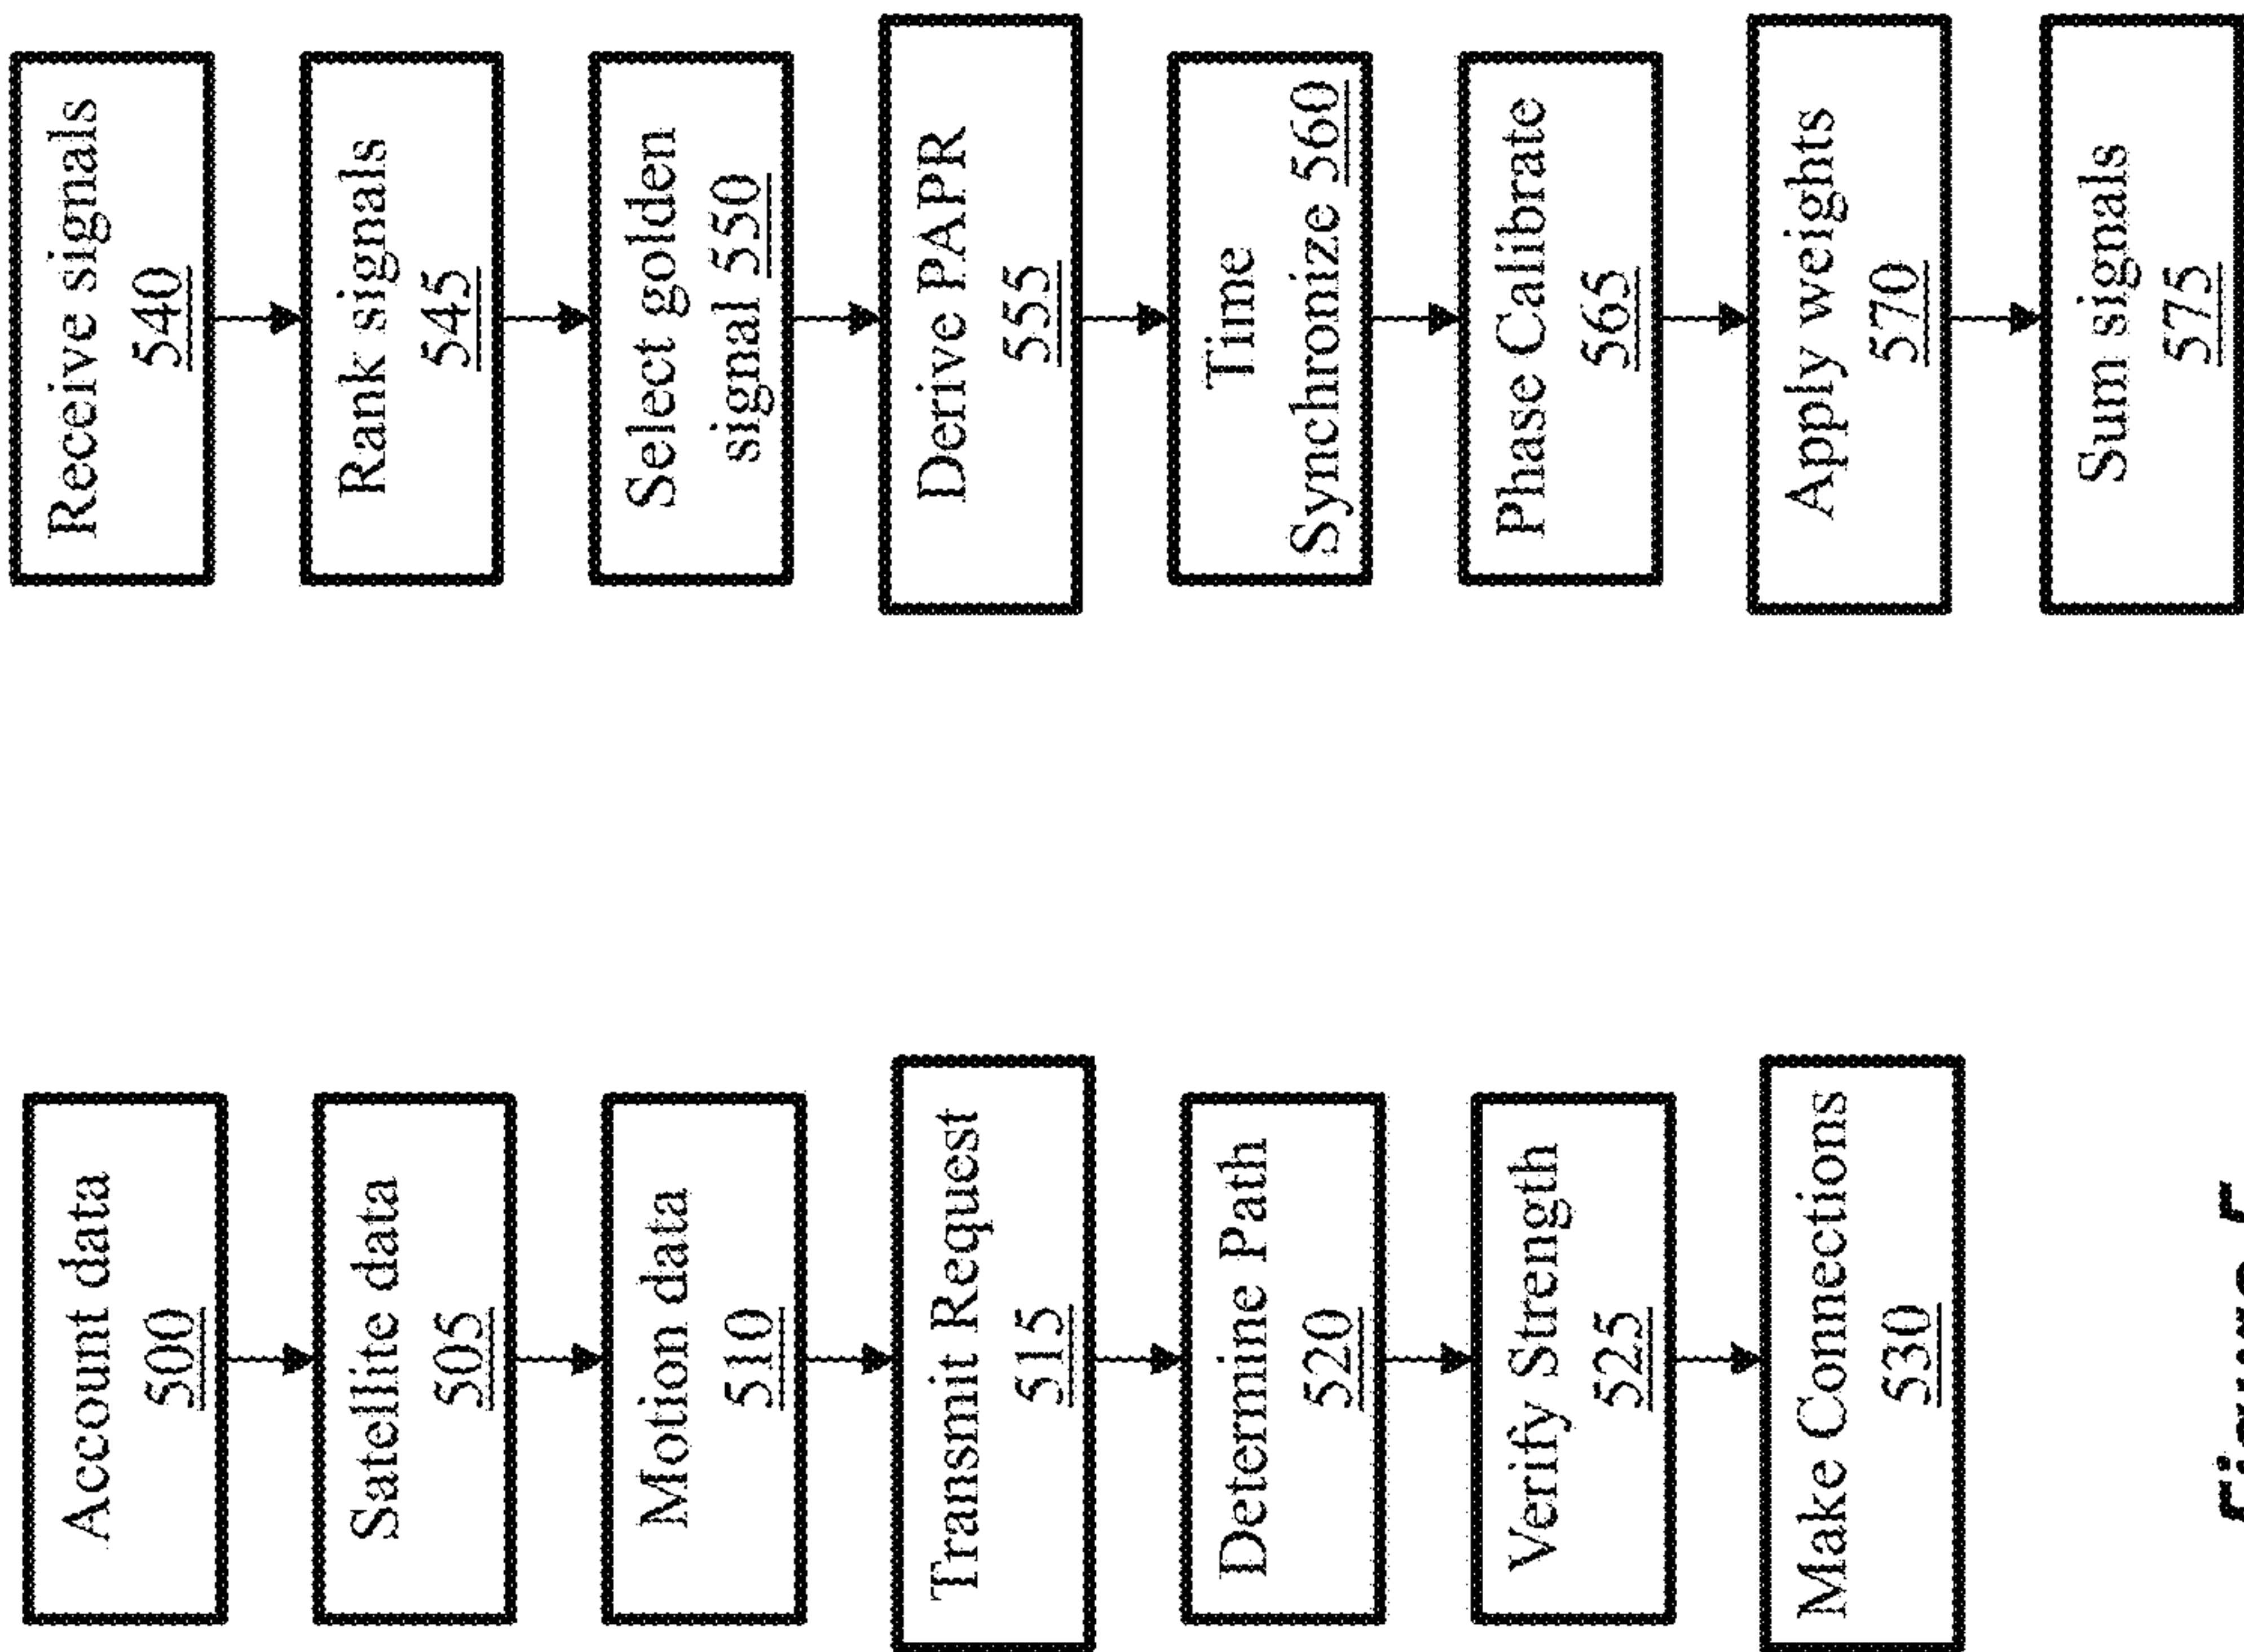 Account data
500
Satellite data
505
Motion data
510
Transmit Request
515
Determine Path
520
Verify Strength
525
Make Connections
530
Receive signals
540
Rank signals
545
Select golden
signal 550
Derive PAPR
555
Time
Synchronize 560
Phase Calibrate
565
Apply weights
570
Sum signals
575
Figure 5